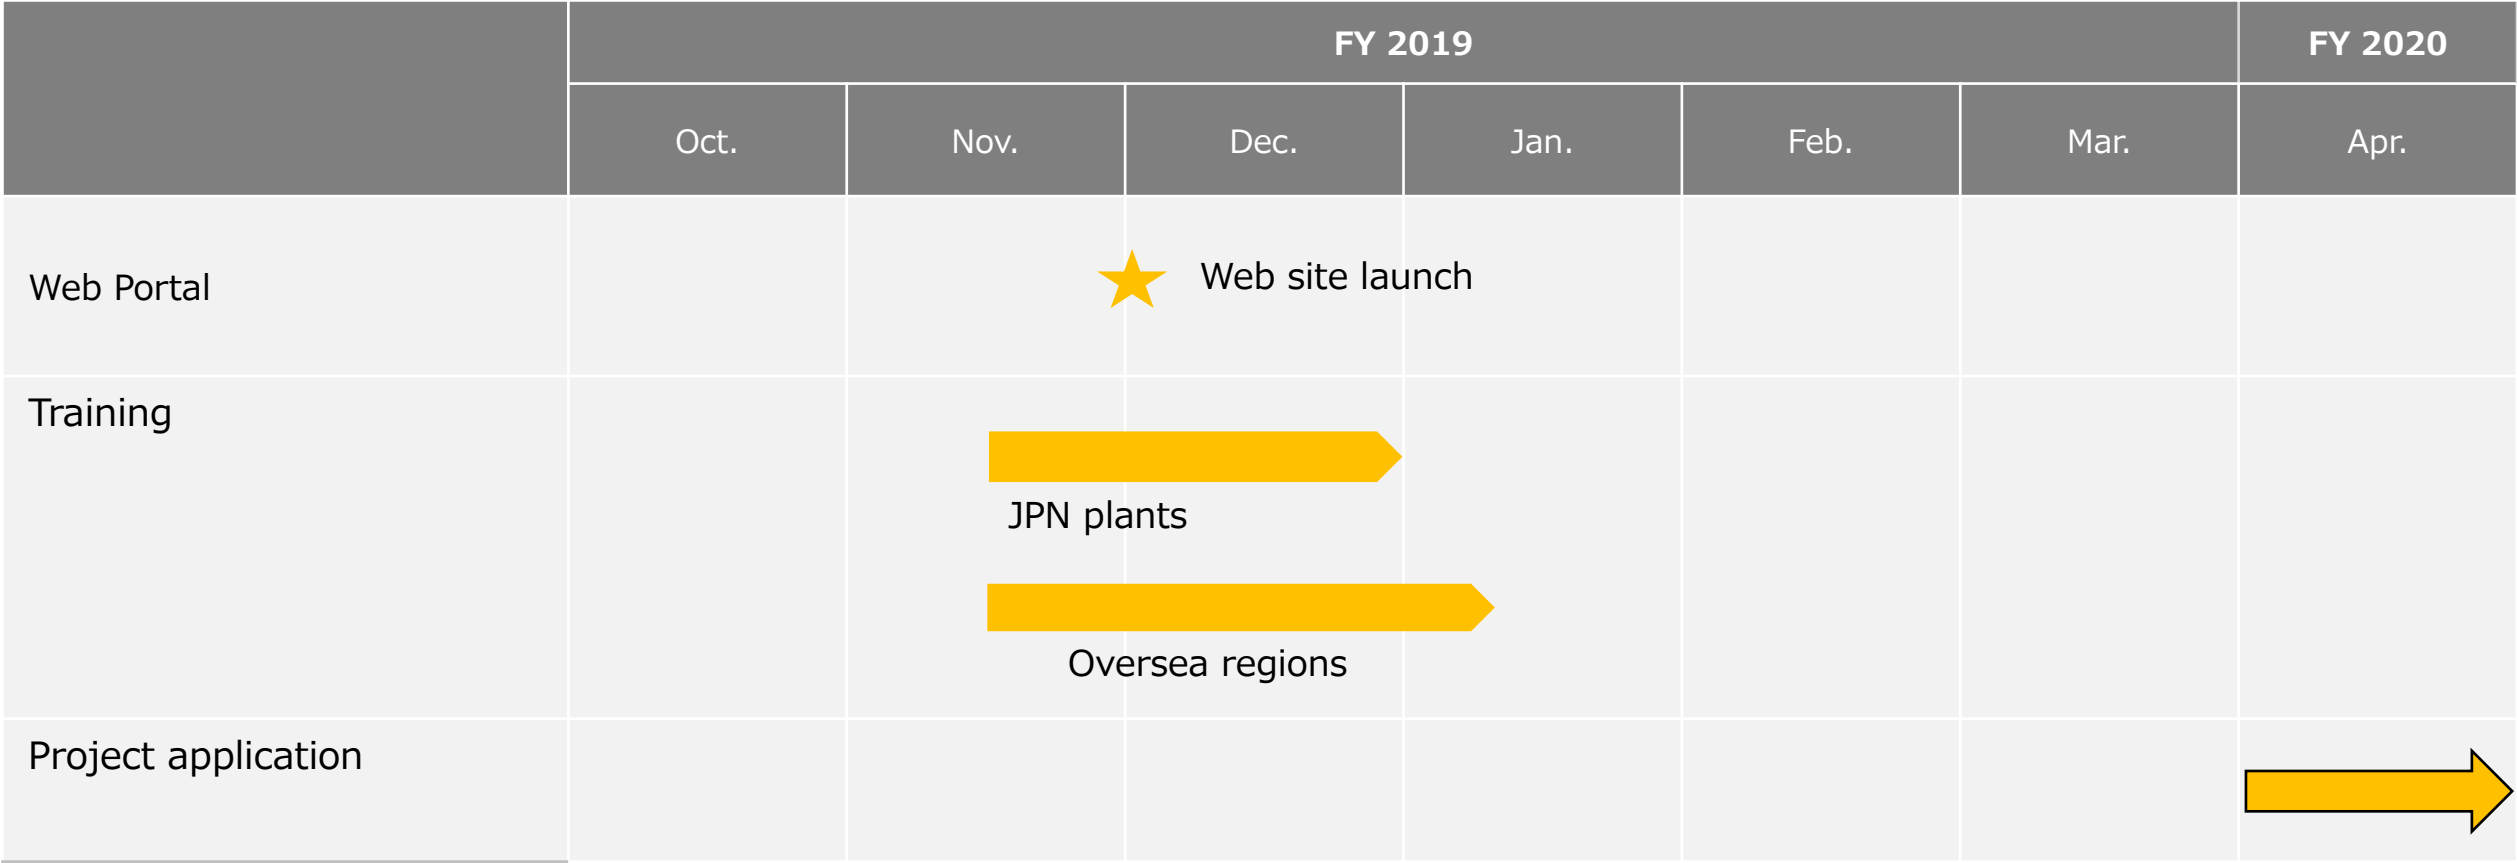 FY 2019
FY 2020
Oct.
Nov.
Dec.
Jan.
Feb.
Mar.
Apr.
Web Portal
Web site launch
Training
JPN plants
Oversea regions
Project application